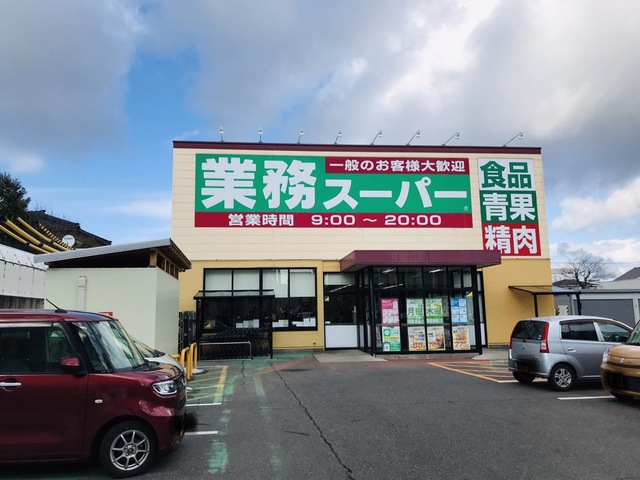 一般のお客様大歓迎
業務スーパー
営業時間 9:00 ～ 20:00
食品
青果
精肉